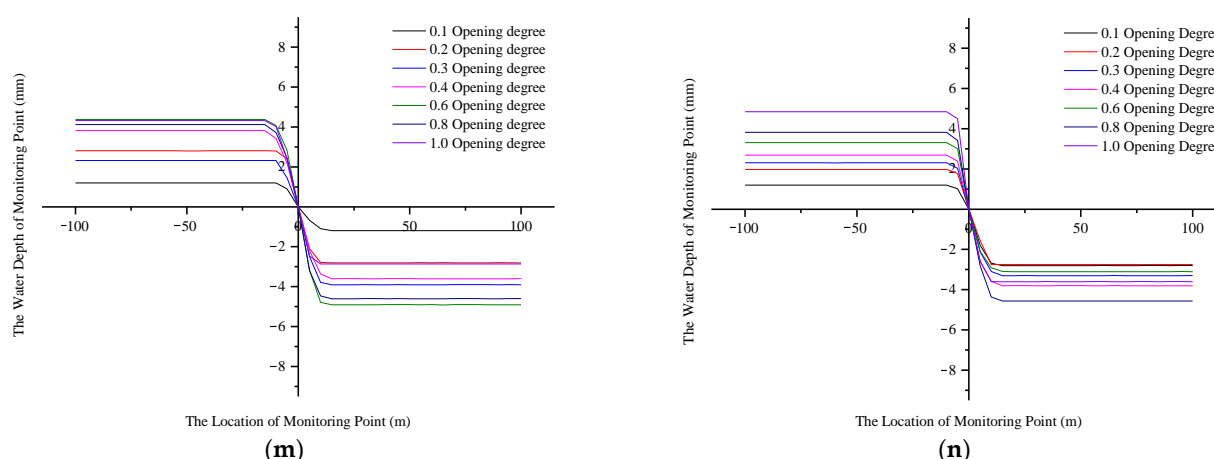 The Water Depth of Monitoring Point (mm)
8
6
4
2
0
−2
−4
−6
−8
−100
−50
50
100
0.1 Opening degree
0.2 Opening degree
0.3 Opening degree
0.4 Opening degree
0.6 Opening degree
0.8 Opening degree
1.0 Opening degree
The Location of Monitoring Point (m)
(m)
The Water Depth of Monitoring Point (mm)
8
6
4
2
0
−2
−4
−6
−8
−100
−50
50
100
0.1 Opening Degre
0.2 Opening Degre
0.3 Opening Degre
0.4 Opening Degre
0.6 Opening Degre
0.8 Opening Degre
1.0 Opening Degre
The Location of Monitoring Point (m)
(n)